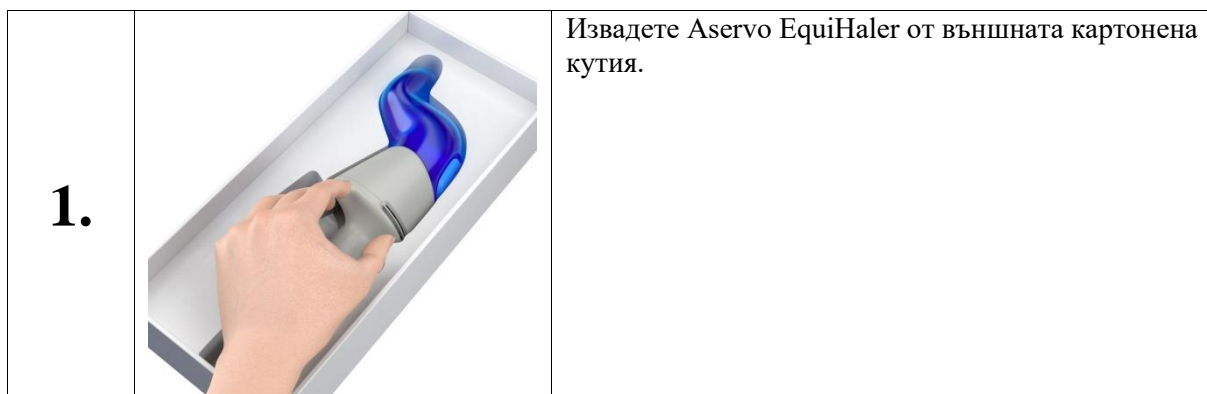 1.
Извадете Aservo EquiHaler от външната картонена
кутия.